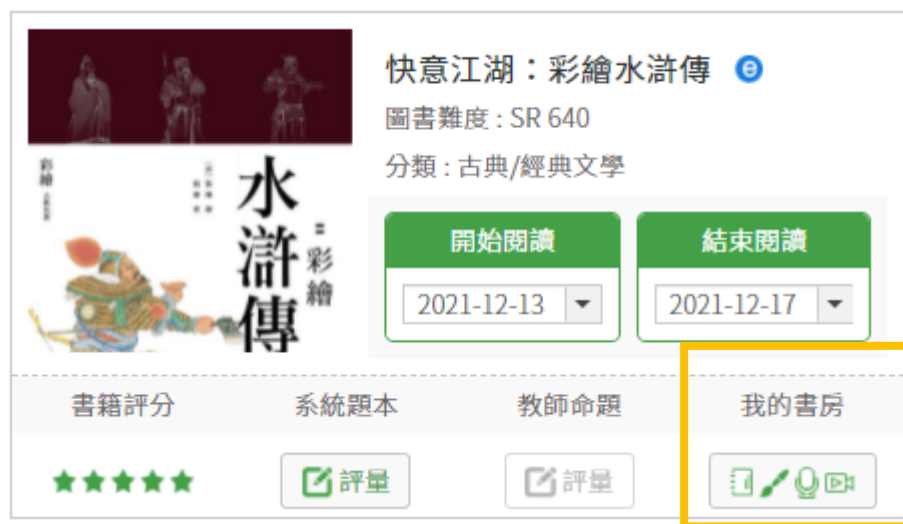 快意江湖：彩繪水滸傳 e
圖書難度 : SR 640
分類 : 古典/經典文學
彩繪
水滸傳
彩繪
開始閱讀
結束閱讀
2021-12-13
2021-12-17
書籍評分
系統題本
教師命題
我的書房
評量
評量